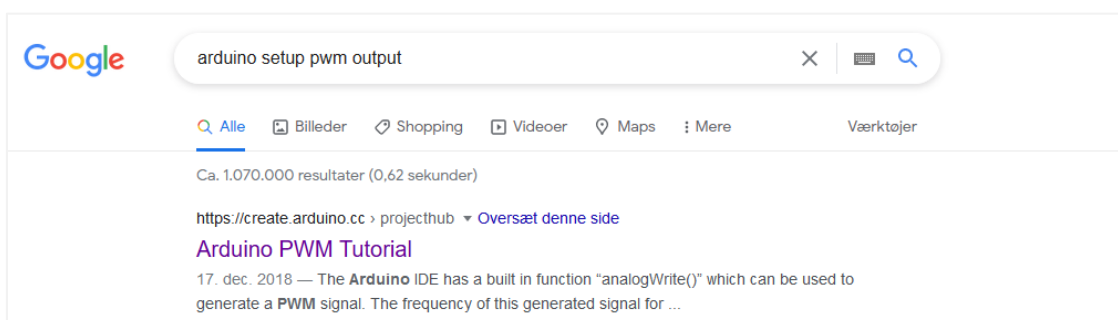 Google
arduino setup pwm output
Alle Billeder Shopping Videoer Maps Mere Værktøjer
Ca. 1.070.000 resultater (0,62 sekunder)
https://create.arduino.cc › projecthub Oversæt denne side
Arduino PWM Tutorial
17. dec. 2018 — The Arduino IDE has a built in function “analogWrite()” which can be used to
generate a PWM signal. The frequency of this generated signal for ...